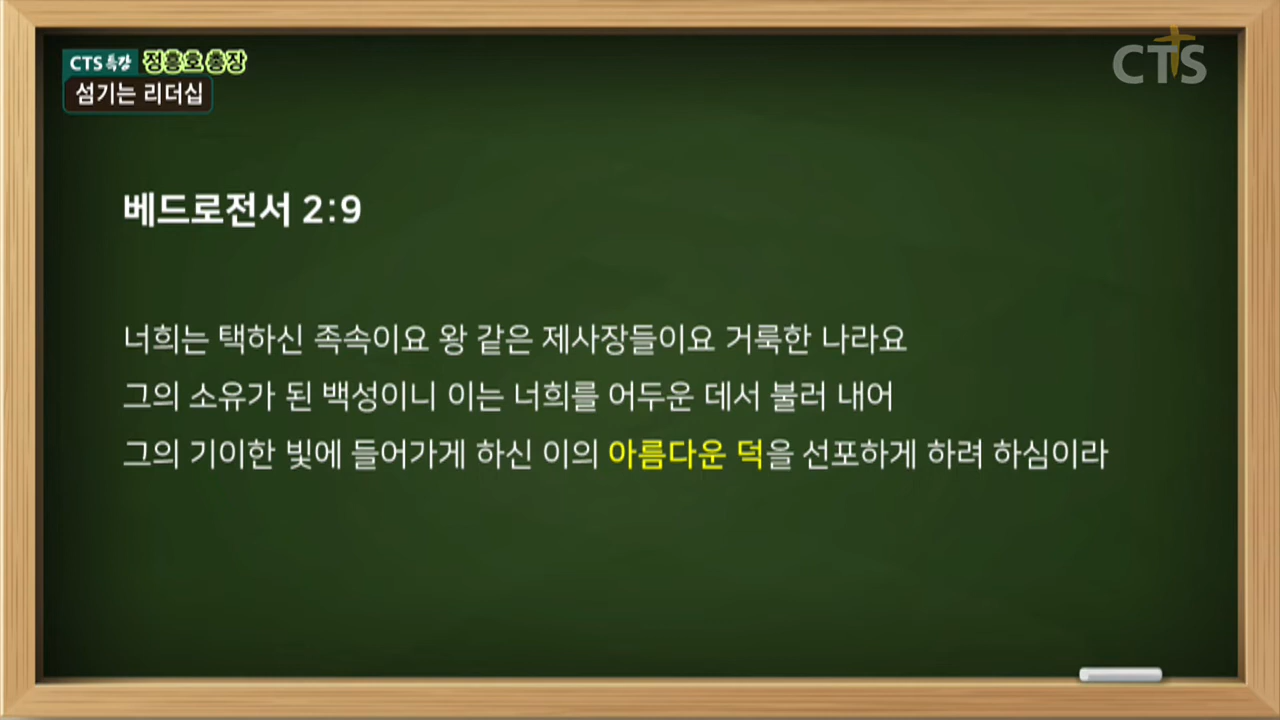 CTS 특강 정흥호 총장
섬기는 리더십
CTS
베드로전서 2:9
너희는 택하신 족속이요 왕 같은 제사장들이요 거룩한 나라요
그의 소유가 된 백성이니 이는 너희를 어두운 데서 불러 내어
그의 기이한 빛에 들어가게 하신 이의 아름다운 덕을 선포하게 하려 하심이라